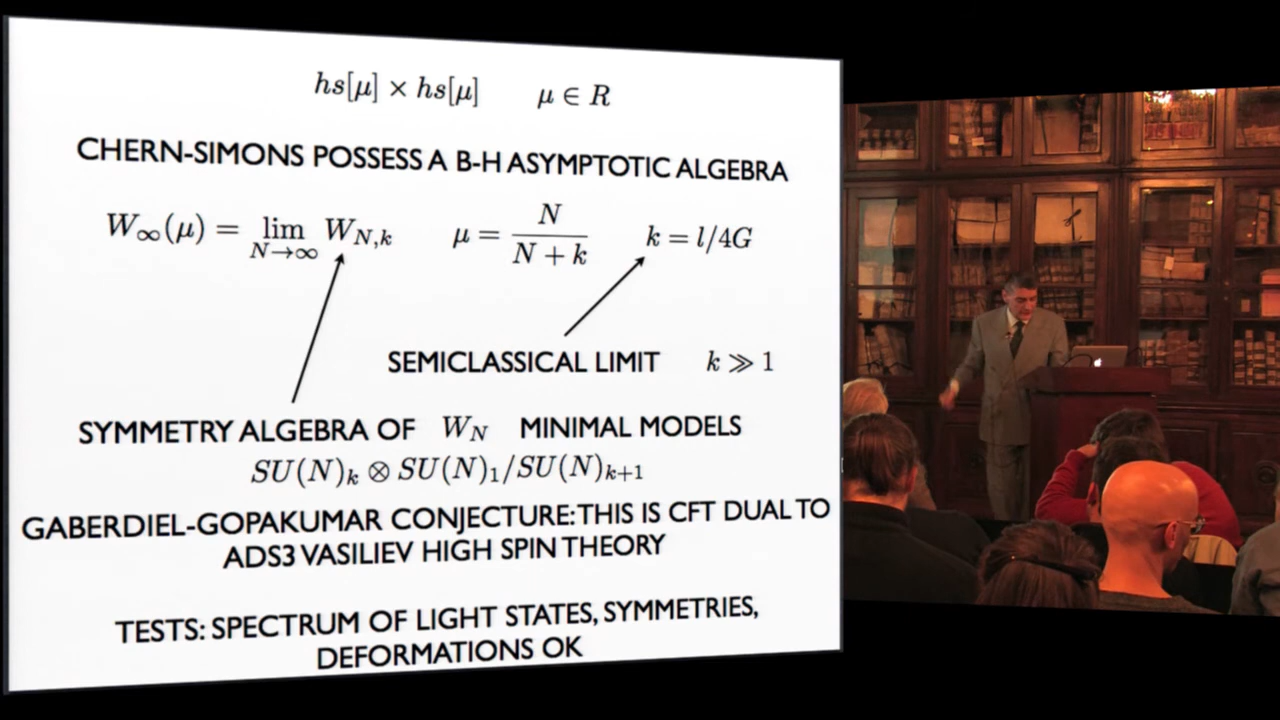 hs[μ] × hs[μ] μ ∈ R
CHERN-SIMONS POSSESS A B-H ASYMPTOTIC ALGEBRA
W∞(μ) = lim N→∞ W_{N,k} μ = N/(N + k) k = l/4G
SEMICLASSICAL LIMIT k ≫ 1
SYMMETRY ALGEBRA OF W_N MINIMAL MODELS
SU(N)_k ⊗ SU(N)_1/SU(N)_{k+1}
GABERDIEL-GOPAKUMAR CONJECTURE: THIS IS CFT DUAL TO
ADS3 VASILIEV HIGH SPIN THEORY
TESTS: SPECTRUM OF LIGHT STATES, SYMMETRIES,
DEFORMATIONS OK